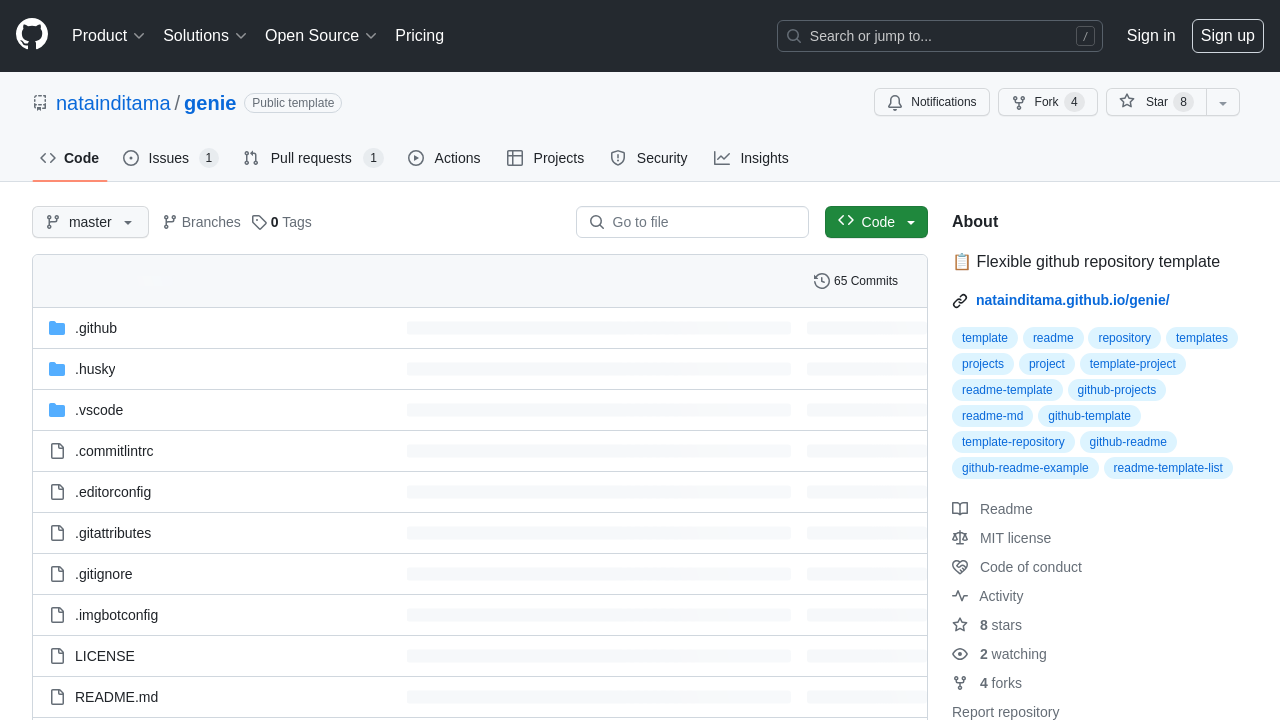 Product Solutions Open Source Pricing Search or jump to... / Sign in Sign up
natainditama / genie Public template Notifications Fork 4 Star 8
Code Issues 1 Pull requests 1 Actions Projects Security Insights
master Branches 0 Tags Go to file Code
About
📋 Flexible github repository template
natainditama.github.io/genie/
template readme repository templates
projects project template-project
readme-template github-projects
readme-md github-template
template-repository github-readme
github-readme-example readme-template-list
Readme
MIT license
Code of conduct
Activity
8 stars
2 watching
4 forks
Report repository
65 Commits
.github
.husky
.vscode
.commitlintrc
.editorconfig
.gitattributes
.gitignore
.imgbotconfig
LICENSE
README.md